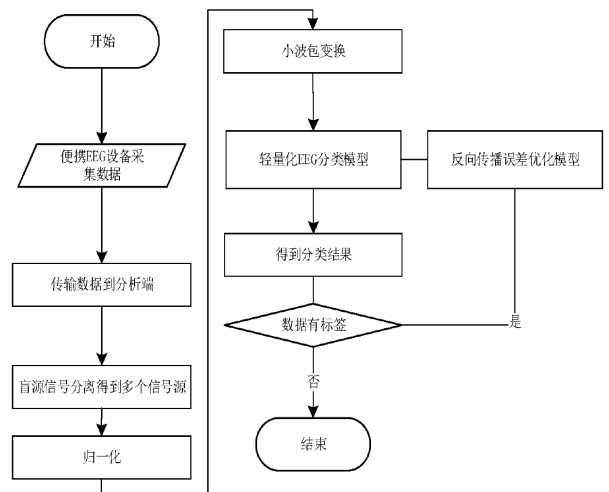 开始
便携EEG设备采
集数据
传输数据到分析端
盲源信号分离得到多个信号源
归一化
小波包变换
轻量化EEG分类模型
反向传播误差优化模型
得到分类结果
数据有标签
是
否
结束